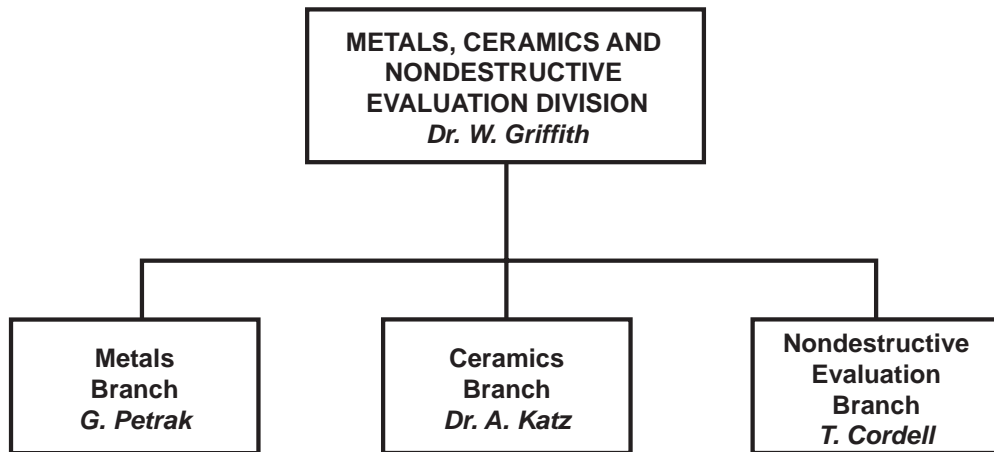 METALS, CERAMICS AND
NONDESTRUCTIVE
EVALUATION DIVISION
Dr. W. Griffith
Metals
Branch
G. Petrak
Ceramics
Branch
Dr. A. Katz
Nondestructive
Evaluation
Branch
T. Cordell